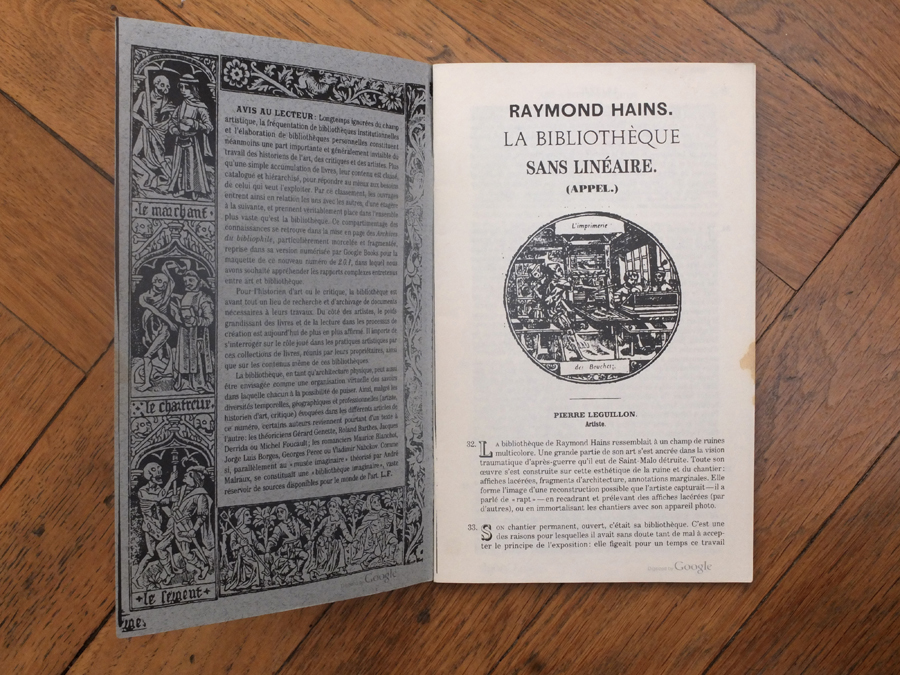 AVIS AU LECTEUR : Longtemps ignorées du champ
artistique, la fréquentation de bibliothèques institutionnelles
et l'élaboration de bibliothèques personnelles constituent
néanmoins une part importante et généralement invisible du
travail des historiens de l'art, des critiques et des artistes. Plus
qu'une simple accumulation de livres, leur contenu est classé,
catalogué et hiérarchisé, pour répondre au mieux aux besoins
de celui qui veut l'exploiter. Par ce classement, les ouvrages
entrent ainsi en relation les uns avec les autres, d'une étagère
à la suivante, et prennent véritablement place dans l'ensemble
plus vaste qu'est la bibliothèque. Ce compartimentage des
connaissances se retrouve dans la mise en page des
du bibliophile, particulièrement morcelée et fragmentée,
reprise dans sa version numérisée par Google Books pour la
maquette de ce nouveau numéro de 2.0.1, dans lequel nous
avons souhaité appréhender les rapports complexes entretenus
entre art et bibliothèque.
Pour l'historien d'art ou le critique, la bibliothèque est
avant tout un lieu de recherche et d'archivage de documents
nécessaires à leurs travaux. Du côté des artistes, le poids
grandissant des livres et de la lecture dans les processus de
création est aujourd'hui de plus en plus affirmé. Il importe de
s'interroger sur le rôle joué dans les pratiques artistiques par
ces collections de livres, réunis par leurs propriétaires, ainsi
que sur les contenus même de ces bibliothèques.
La bibliothèque, en tant qu'architecture physique, peut aussi
être envisagée comme une organisation virtuelle des savoirs
dans laquelle chacun a la possibilité de puiser. Ainsi, malgré les
diversités temporelles, géographiques et professionnelles (artiste,
historien d'art, critique) évoquées dans les différents articles de
ce numéro, certains auteurs reviennent pourtant d'un texte à
l'autre : les théoriciens Gérard Genette, Roland Barthes, Jacques
Derrida ou Michel Foucault ; les romanciers Maurice Blanchot,
Jorge Luis Borges, Georges Perec ou Vladimir Nabokov. Comme
si, parallèlement au « musée imaginaire » théorisé par André
Malraux, se constituait une « bibliothèque imaginaire », vaste
réservoir de sources disponibles pour le monde de l'art. L.F.
le marchant
le chartreux
le sergent
Google
RAYMOND HAINS.
LA BIBLIOTHÈQUE
SANS LINÉAIRE.
(APPEL.)
L'imprimerie
des Bouchers,
PIERRE LEGUILLON.
Artiste.
32. LA bibliothèque de Raymond Hains ressemblait à un champ de ruines
multicolore. Une grande partie de son art s'est ancrée dans la vision
traumatique d'après-guerre qu'il eut de Saint-Malo détruite. Toute son
œuvre s'est construite sur cette esthétique de la ruine et du chantier :
affiches lacérées, fragments d'architecture, annotations marginales. Elle
forme l'image d'une reconstruction possible que l'artiste capturait — il a
parlé de « rapt » — en recadrant et prélevant des affiches lacérées (par
d'autres), ou en immortalisant les chantiers avec son appareil photo.
33. SON chantier permanent, ouvert, c'était sa bibliothèque. C'est une
des raisons pour lesquelles il avait sans doute tant de mal à accep-
ter le principe de l'exposition : elle figeait pour un temps ce travail
Google